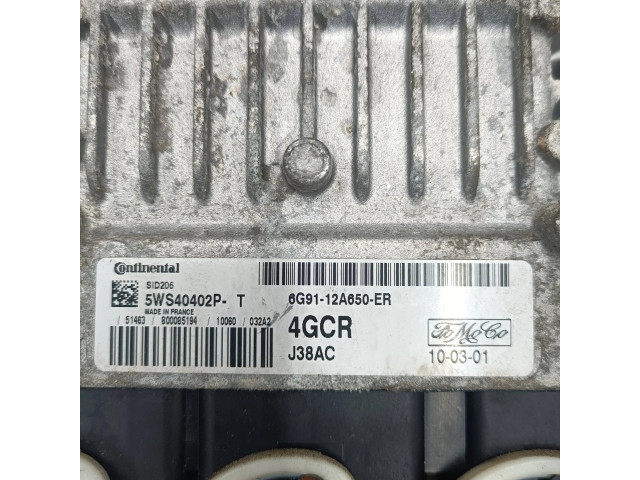 Continental
SID206
5WS40402P- T
MADE IN FRANCE
/ 51463 / 800085194 / 10060 / 032A2
6G91-12A650-ER
4GCR
J38AC
FoMoCo
10-03-01